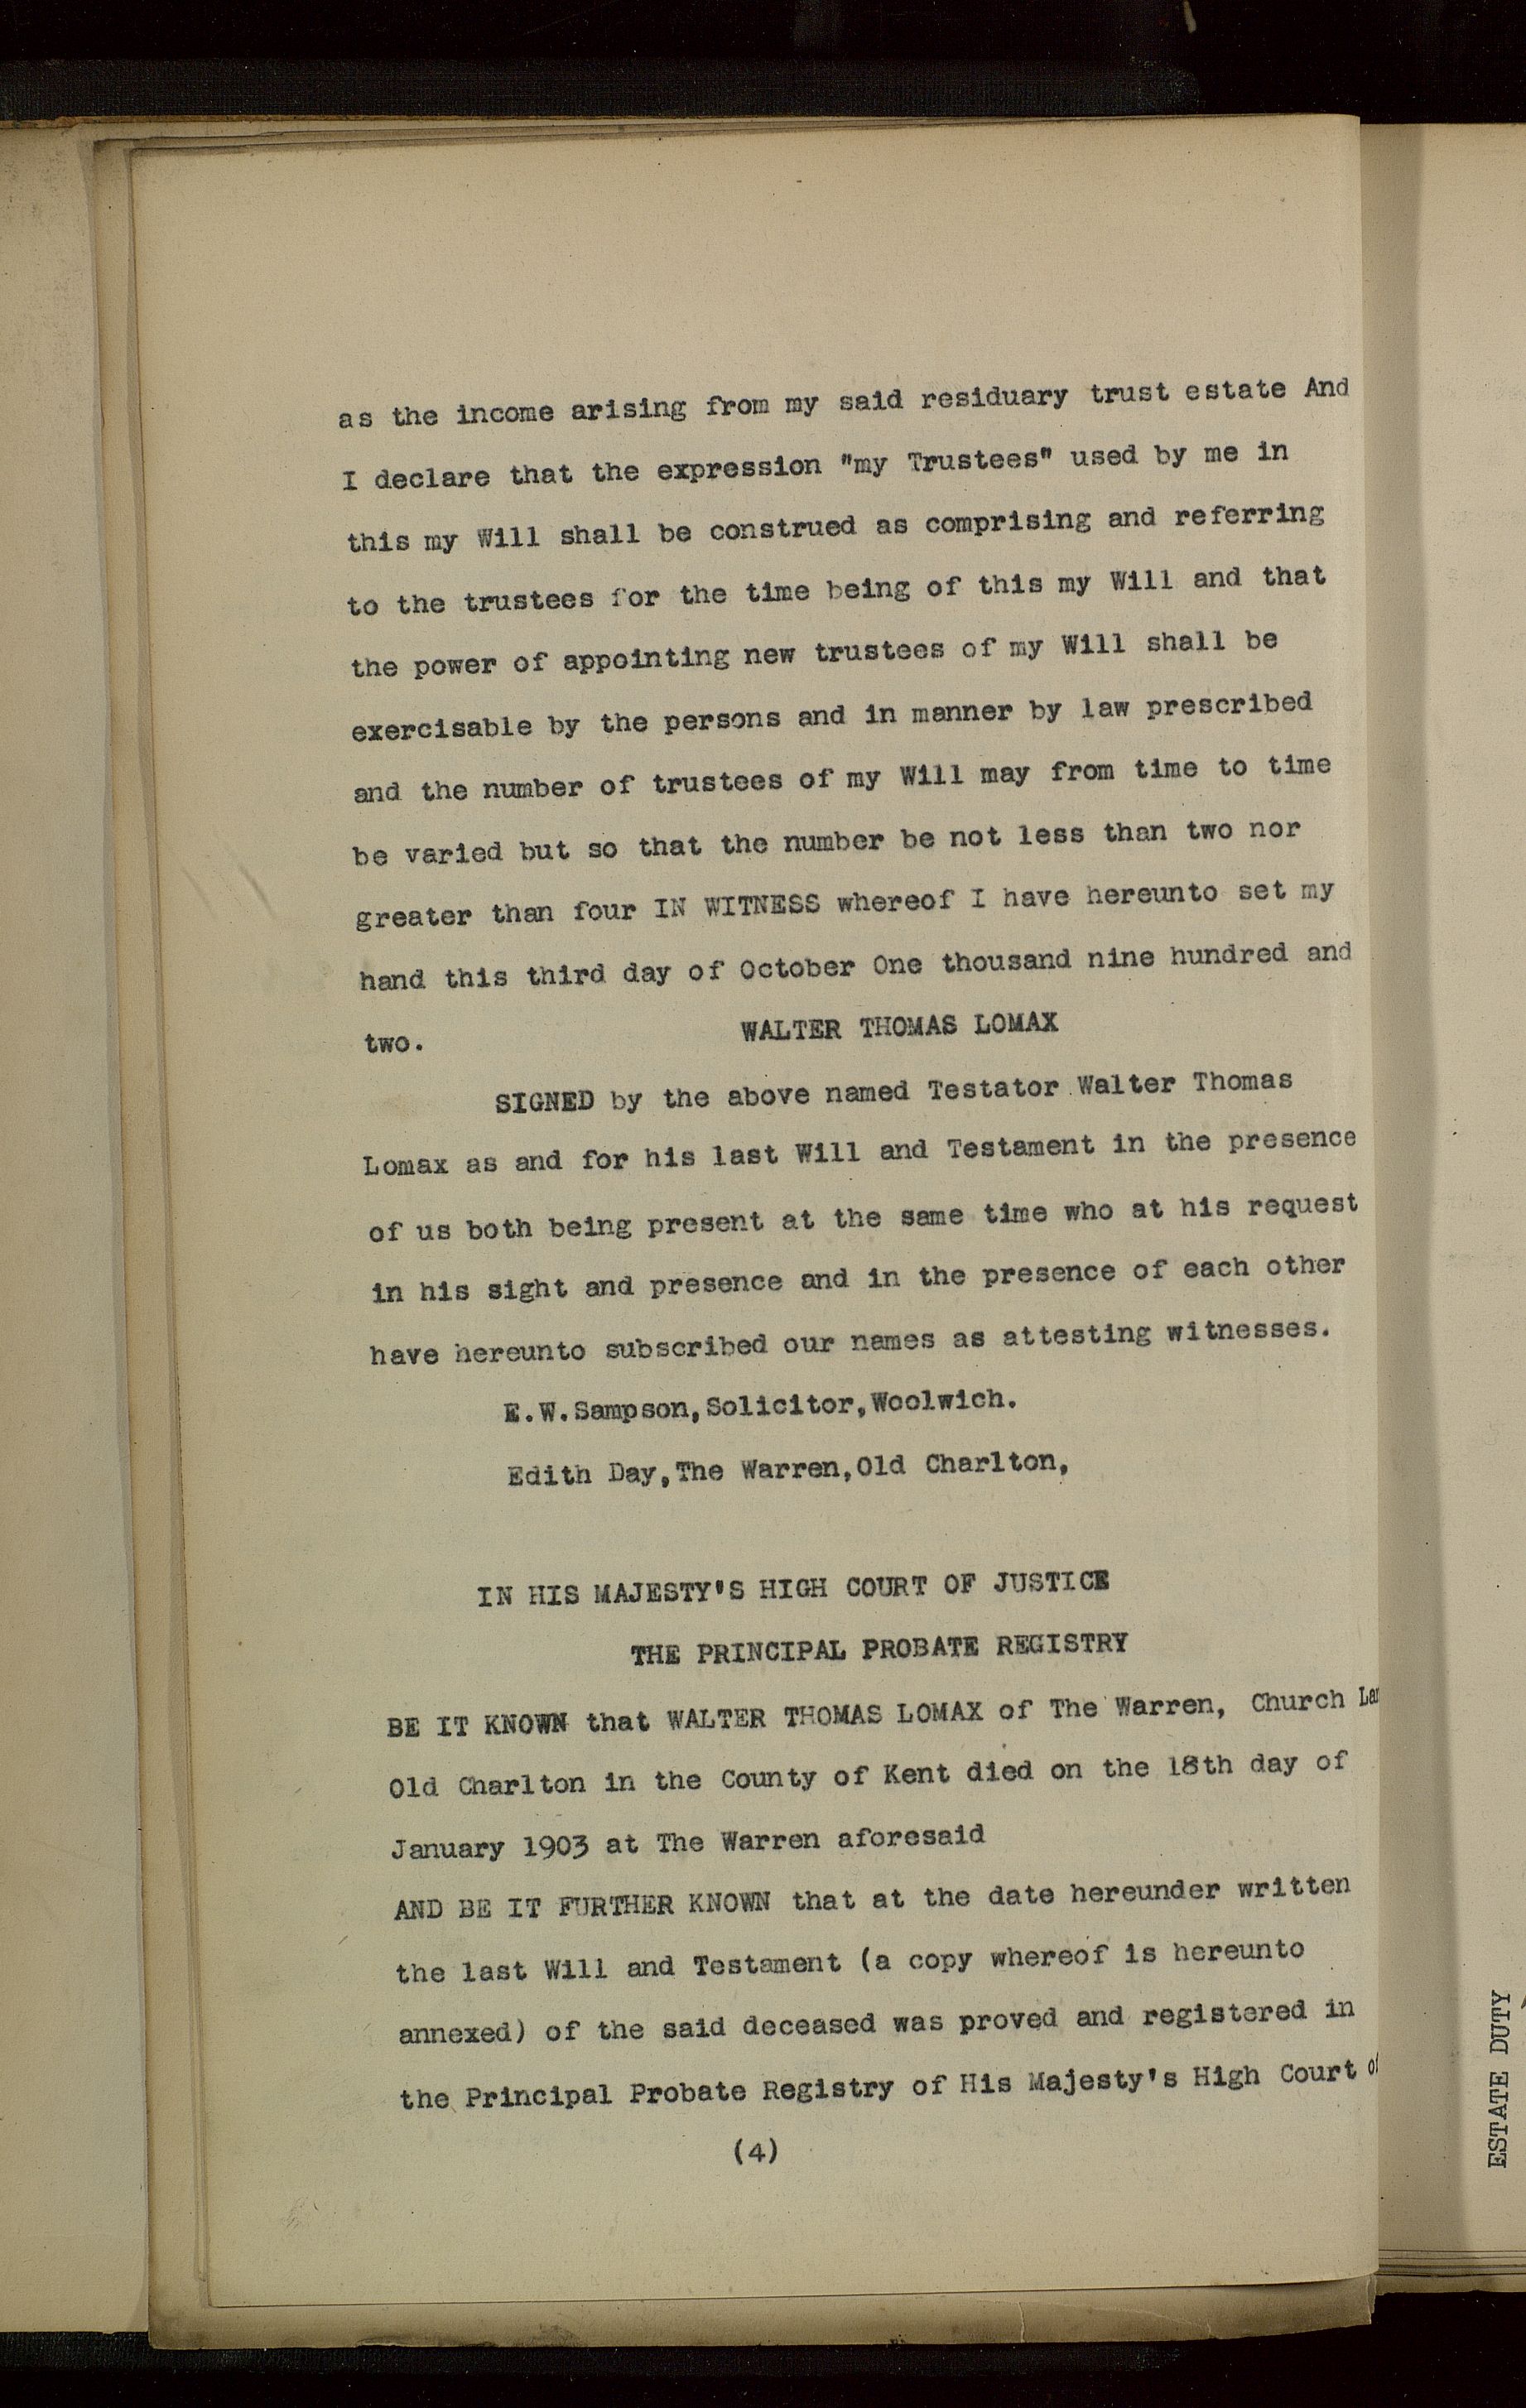 as the income arising from my said residuary trust estate And
I declare that the expression "my Trustees" used by me in
this my Will shall be construed as comprising and referring
to the trustees for the time being of this my Will and that
the power of appointing new trustees of my Will shall be
exercisable by the persons and in manner by law prescribed
and the number of trustees of my Will may from time to time
be varied but so that the number be not less than two nor
greater than four IN WITNESS whereof I have hereunto set my
hand this third day of October One thousand nine hundred and
two. WALTER THOMAS LOMAX
SIGNED by the above named Testator Walter Thomas
Lomax as and for his last Will and Testament in the presence
of us both being present at the same time who at his request
in his sight and presence and in the presence of each other
have hereunto subscribed our names as attesting witnesses.
E.W.Sampson,Solicitor,Woolwich.
Edith Day,The Warren,Old Charlton,
IN HIS MAJESTY'S HIGH COURT OF JUSTICE
THE PRINCIPAL PROBATE REGISTRY
BE IT KNOWN that WALTER THOMAS LOMAX of The Warren, Church
Old Charlton in the County of Kent died on the 18th day of
January 1903 at The Warren aforesaid
AND BE IT FURTHER KNOWN that at the date hereunder written
the last Will and Testament (a copy whereof is hereunto
annexed) of the said deceased was proved and registered in
the Principal Probate Registry of His Majesty's High Court of
(4)
ESTATE DUTY